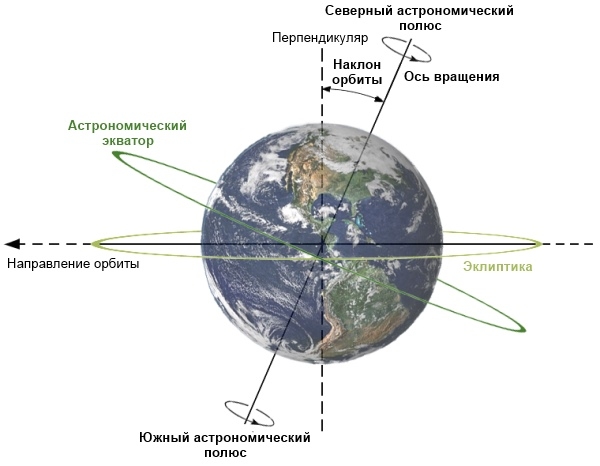 Северный астрономический
полюс
Перпендикуляр
Наклон
орбиты
Ось вращения
Астрономический
экватор
Направление орбиты
Эклиптика
Южный астрономический
полюс